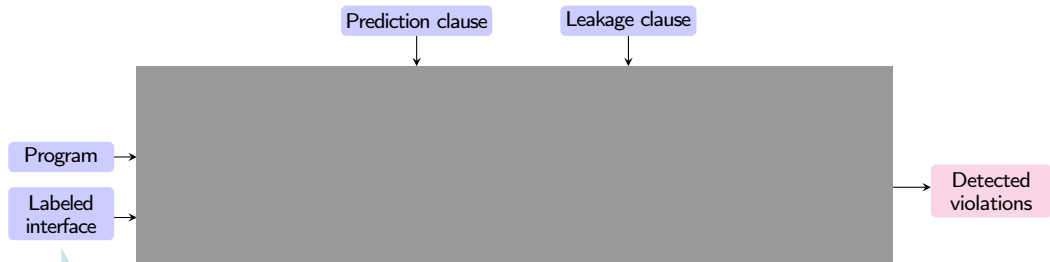 Prediction clause
Leakage clause
Program
Labeled
interface
Detected
violations